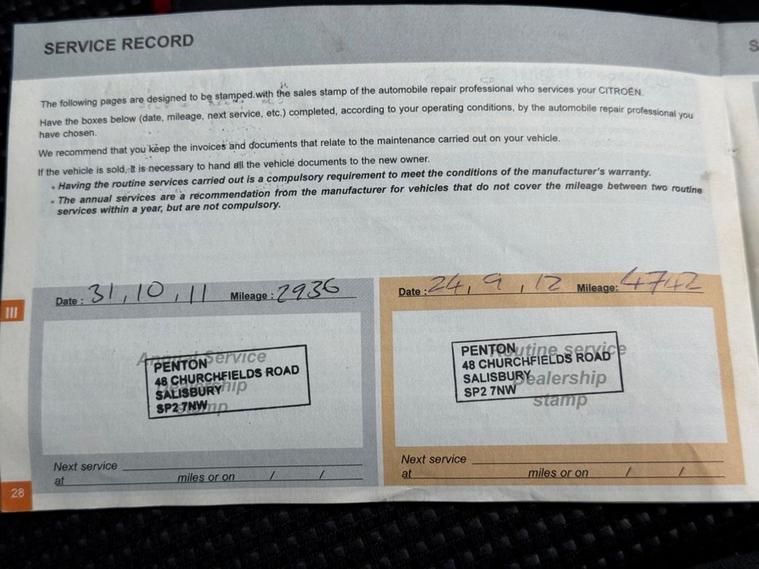 SERVICE RECORD
S
The following pages are designed to be stamped with the sales stamp of the automobile repair professional who services your CITROËN.
Have the boxes below (date, mileage, next service, etc.) completed, according to your operating conditions, by the automobile repair professional you
have chosen.
We recommend that you keep the invoices and documents that relate to the maintenance carried out on your vehicle.
If the vehicle is sold, it is necessary to hand all the vehicle documents to the new owner.
• Having the routine services carried out is a compulsory requirement to meet the conditions of the manufacturer's warranty.
• The annual services are a recommendation from the manufacturer for vehicles that do not cover the mileage between two routine
services within a year, but are not compulsory.
Date : 31, 10, 11 Mileage : 2936
Annual Service
Dealership
stamp
PENTON
48 CHURCHFIELDS ROAD
SALISBURY
SP2 7NW
Next service
at miles or on / /
Date : 24, 9, 12 Mileage: 4742
Routine service
Dealership
stamp
PENTON
48 CHURCHFIELDS ROAD
SALISBURY
SP2 7NW
Next service
at miles or on / /
III
28